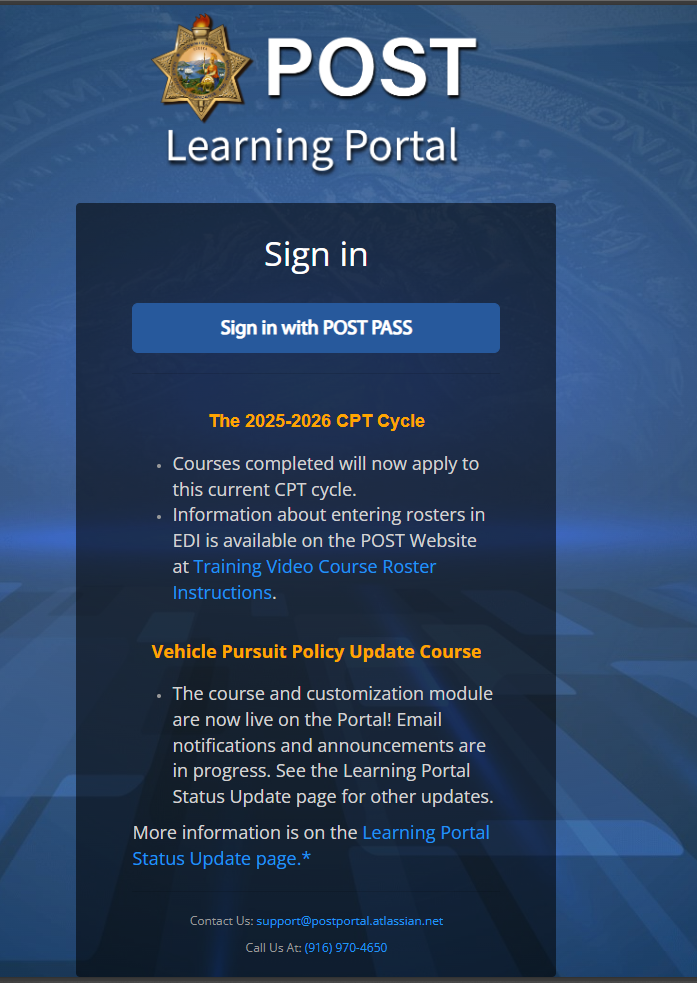 POST
Learning Portal
Sign in
Sign in with POST PASS
The 2025-2026 CPT Cycle
Courses completed will now apply to
this current CPT cycle.
Information about entering rosters in
EDI is available on the POST Website
at Training Video Course Roster
Instructions.
Vehicle Pursuit Policy Update Course
The course and customization module
are now live on the Portal! Email
notifications and announcements are
in progress. See the Learning Portal
Status Update page for other updates.
More information is on the Learning Portal
Status Update page.*
Contact Us: support@postportal.atlassian.net
Call Us At: (916) 970-4650